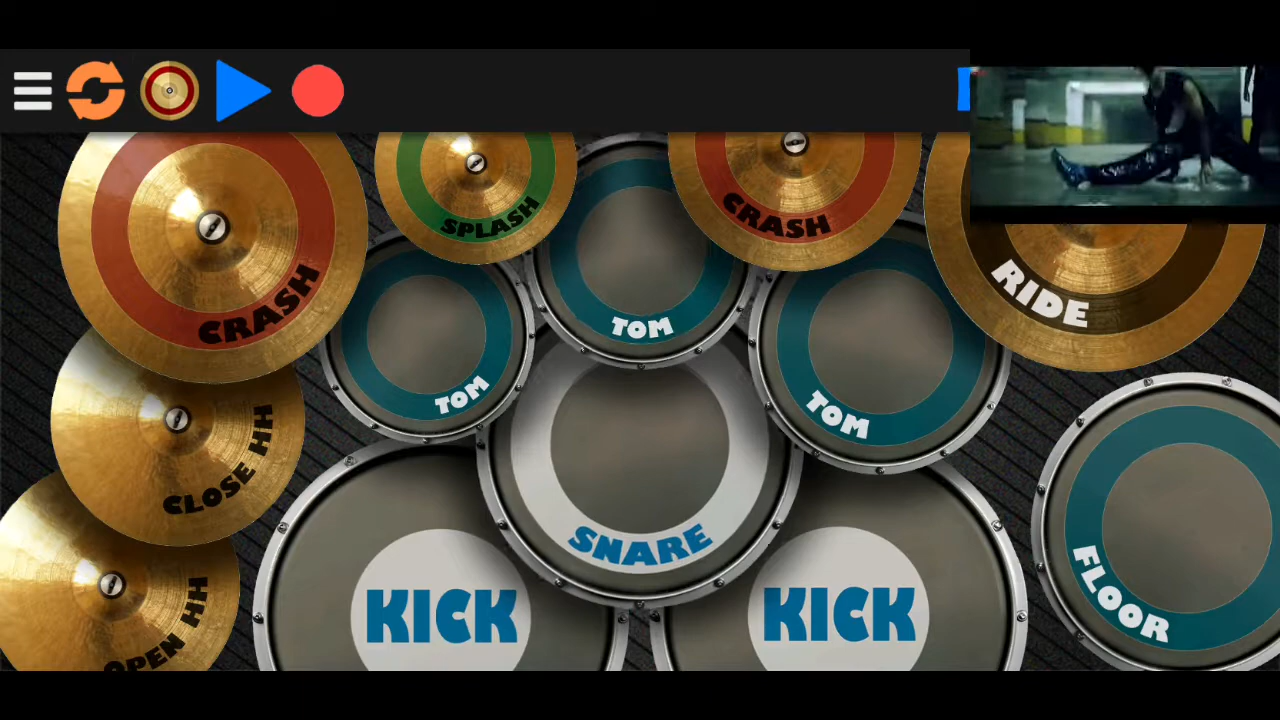 SPLASH
CRASH
CRASH
RIDE
TOM
TOM
TOM
CLOSE HH
SNARE
OPEN HH
KICK
KICK
FLOOR